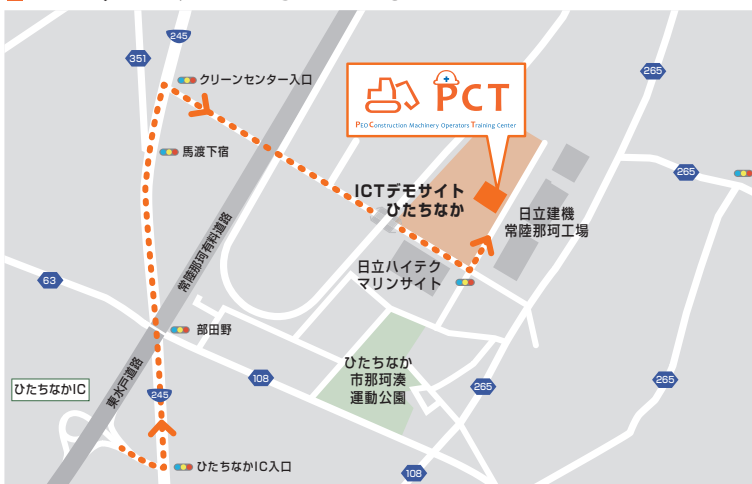 245
351
クリーンセンター入口
265
PCT
PEO Construction Machinery Operators Training Center
馬渡下宿
265
ICTデモサイト
ひたちなか
日立建機
常陸那珂工場
常陸那珂有料道路
日立ハイテク
マリンサイト
63
部田野
ひたちなか
市那珂湊
運動公園
108
265
265
東水戸道路
ひたちなかIC
245
ひたちなかIC入口
108